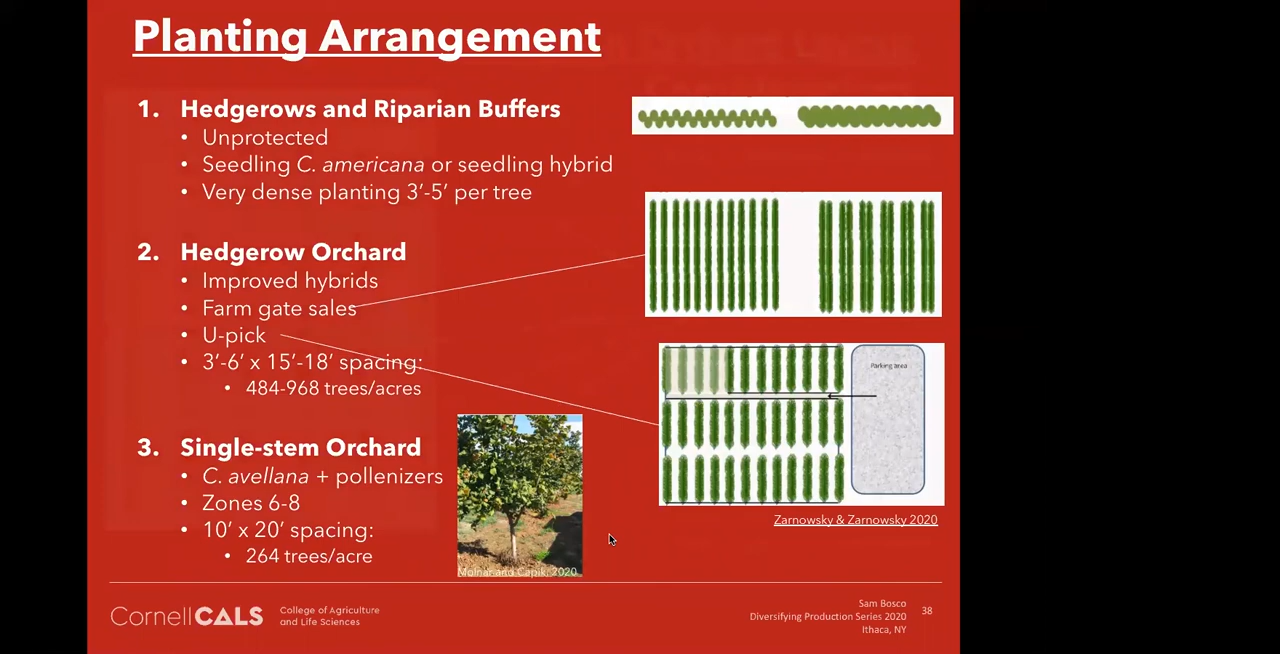 Planting Arrangement
1. Hedgerows and Riparian Buffers
• Unprotected
• Seedling C. americana or seedling hybrid
• Very dense planting 3’-5’ per tree
2. Hedgerow Orchard
• Improved hybrids
• Farm gate sales
• U-pick
• 3’-6’ x 15’-18’ spacing:
• 484-968 trees/acres
3. Single-stem Orchard
• C. avellana + pollenizers
• Zones 6-8
• 10’ x 20’ spacing:
• 264 trees/acre
Molnar and Capik, 2020
Parking area
Zarnowsky & Zarnowsky 2020
CornellCALS
College of Agriculture
and Life Sciences
Sam Bosco
Diversifying Production Series 2020
Ithaca, NY
38